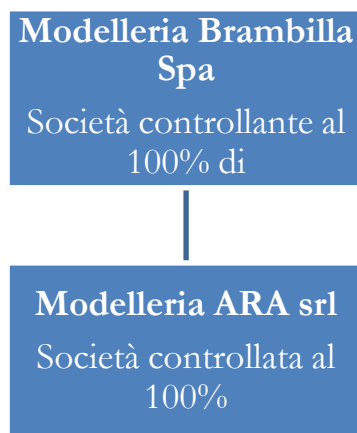 Modelleria Brambilla
Spa
Società controllante al
100% di
Modelleria ARA srl
Società controllata al
100%